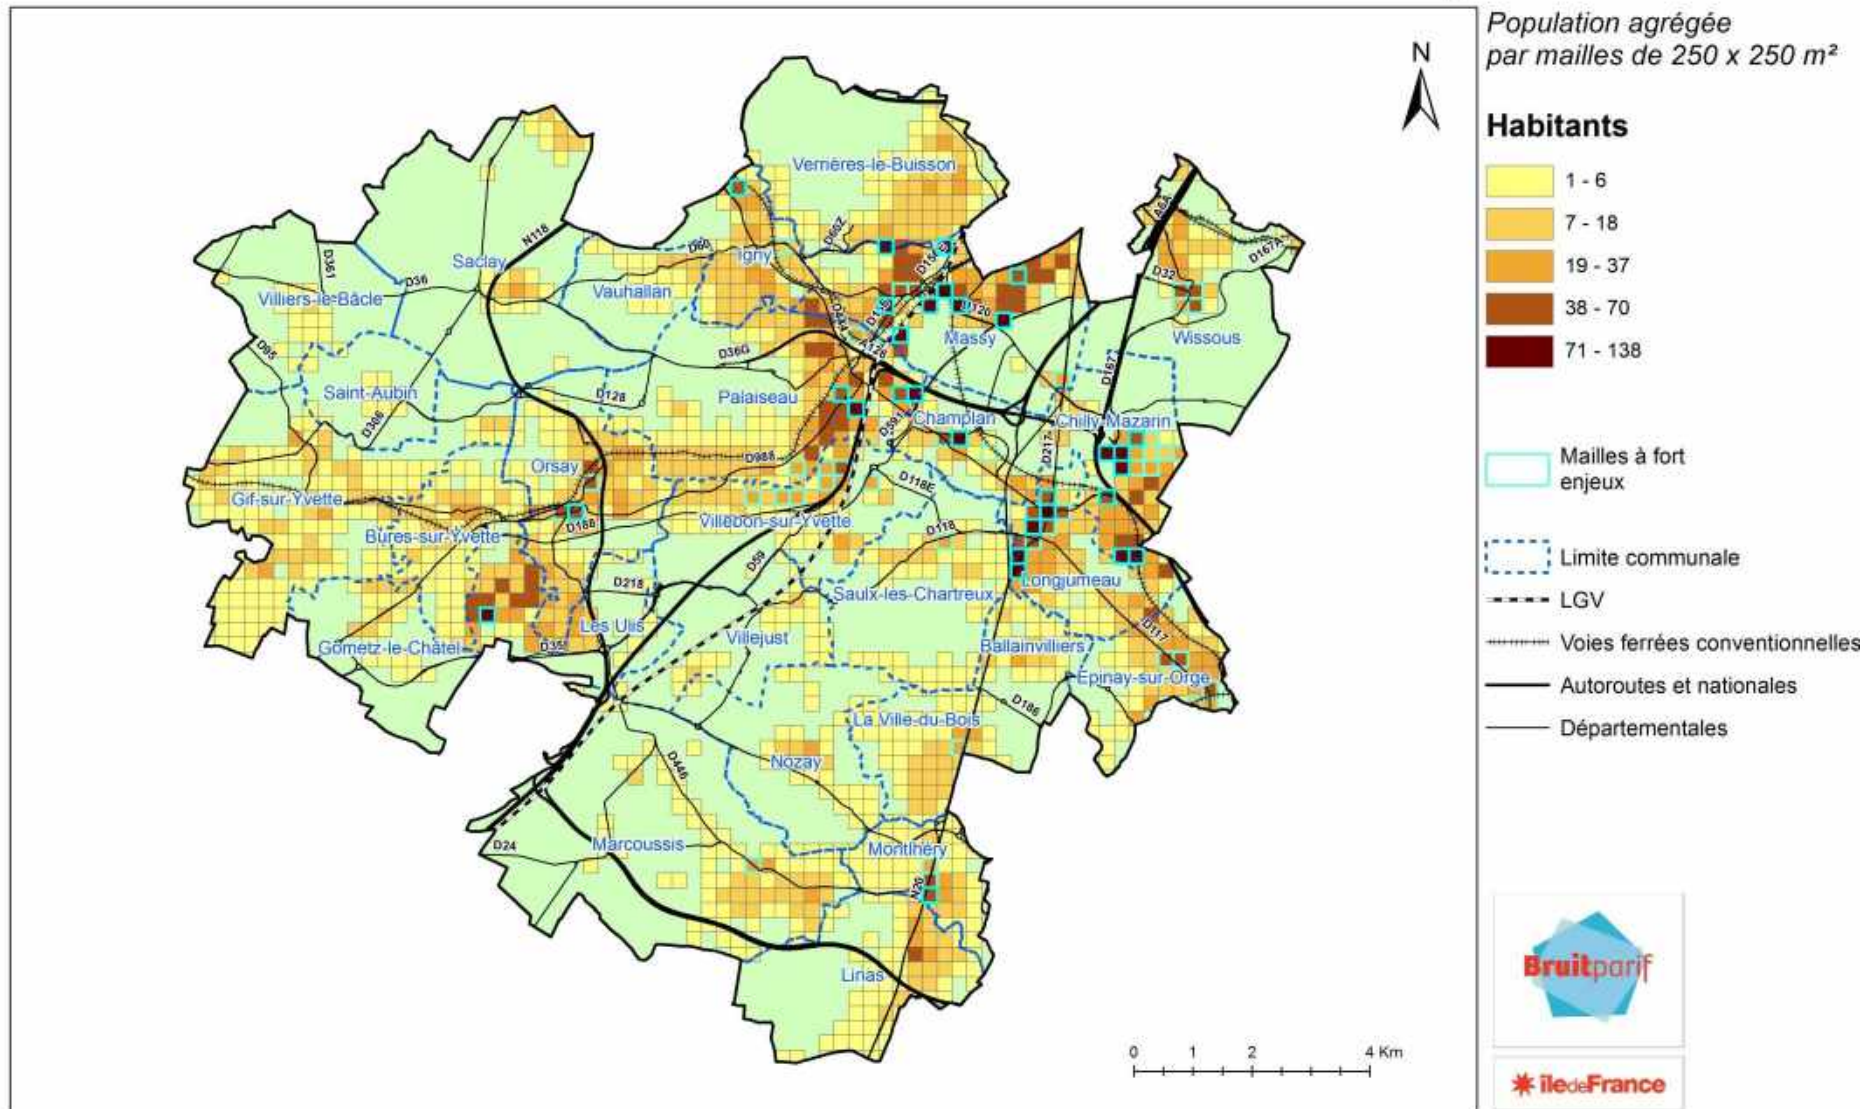 Population agrégée
par mailles de 250 x 250 m²
Habitants
1 - 6
7 - 18
19 - 37
38 - 70
71 - 138
Mailles à fort
enjeux
Limite communale
LGV
Voies ferrées conventionnelles
Autoroutes et nationales
Départementales
Bruitparif
îledeFrance
N
Verrières-le-Buisson
A6A
D60Z
N118
D60
Igny
D167A
D361
Saclay
D36
Vauhallan
D32
Villiers-le-Bâcle
D444
D120
D95
Massy
Wissous
D36G
A126
D167
Saint-Aubin
D128
Palaiseau
D306
D591
Champlan
Chilly-Mazarin
D217
Orsay
D988
Gif-sur-Yvette
D118E
D188
Villebon-sur-Yvette
D118
Bures-sur-Yvette
D59
D218
Longjumeau
Saulx-les-Chartreux
Les Ulis
D117
Villejust
Gometz-le-Châtel
D35
Ballainvilliers
Epinay-sur-Orge
D186
La Ville-du-Bois
Nozay
D446
D24
Marcoussis
Montlhéry
N20
Linas
0 1 2 4 Km